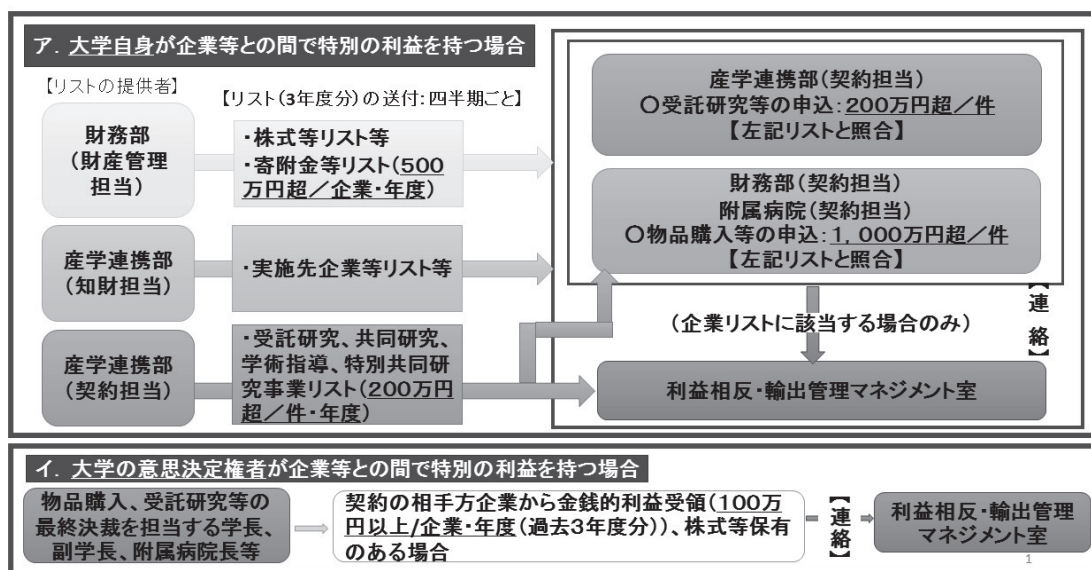 ア．大学自身が企業等との間で特別の利益を持つ場合
【リストの提供者】
【リスト（3年度分）の送付：四半期ごと】
財務部
（財産管理
担当）
・株式等リスト等
・寄附金等リスト（500
万円超／企業・年度）
産学連携部
（知財担当）
・実施先企業等リスト等
産学連携部
（契約担当）
・受託研究、共同研究、
学術指導、特別共同研
究事業リスト（200万円
超／件・年度）
産学連携部（契約担当）
○受託研究等の申込：200万円超／件
【左記リストと照合】
財務部（契約担当）
附属病院（契約担当）
○物品購入等の申込：1，000万円超／件
【左記リストと照合】
（企業リストに該当する場合のみ）
【連絡】
利益相反・輸出管理マネジメント室
イ．大学の意思決定権者が企業等との間で特別の利益を持つ場合
物品購入、受託研究等の
最終決裁を担当する学長、
副学長、附属病院長等
契約の相手方企業から金銭的利益受領（100万
円以上/企業・年度（過去3年度分））、株式等保有
のある場合
【連絡】
利益相反・輸出管理
マネジメント室
1